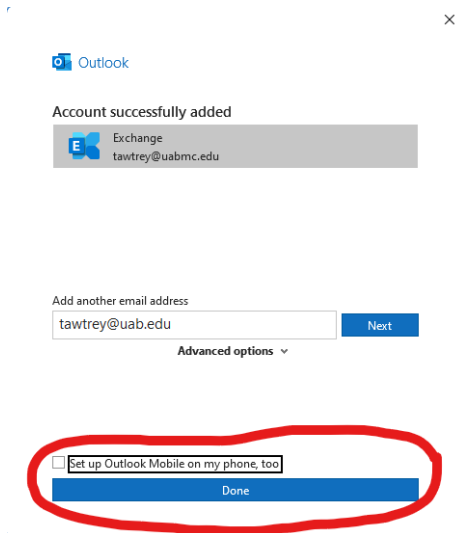 Outlook
Account successfully added
Exchange
tawtrey@uabmc.edu
Add another email address
tawtrey@uab.edu
Next
Advanced options
Set up Outlook Mobile on my phone, too
Done